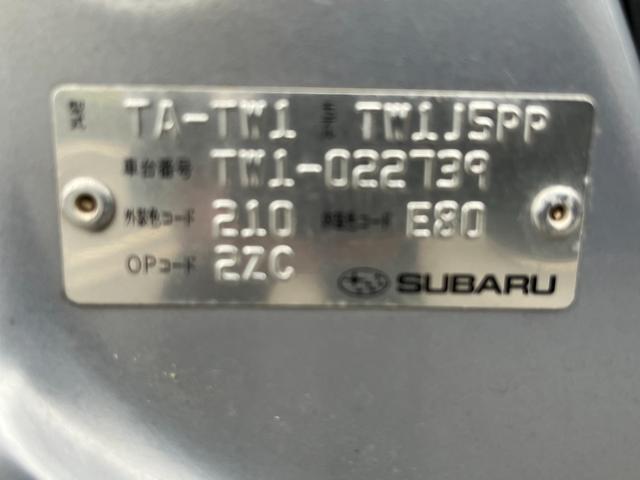 型式 TA-TW1 モデル TW1J5PP
車台番号 TW1-022739
外装色コード 210 内装色コード E80
OPコード 2ZC SUBARU